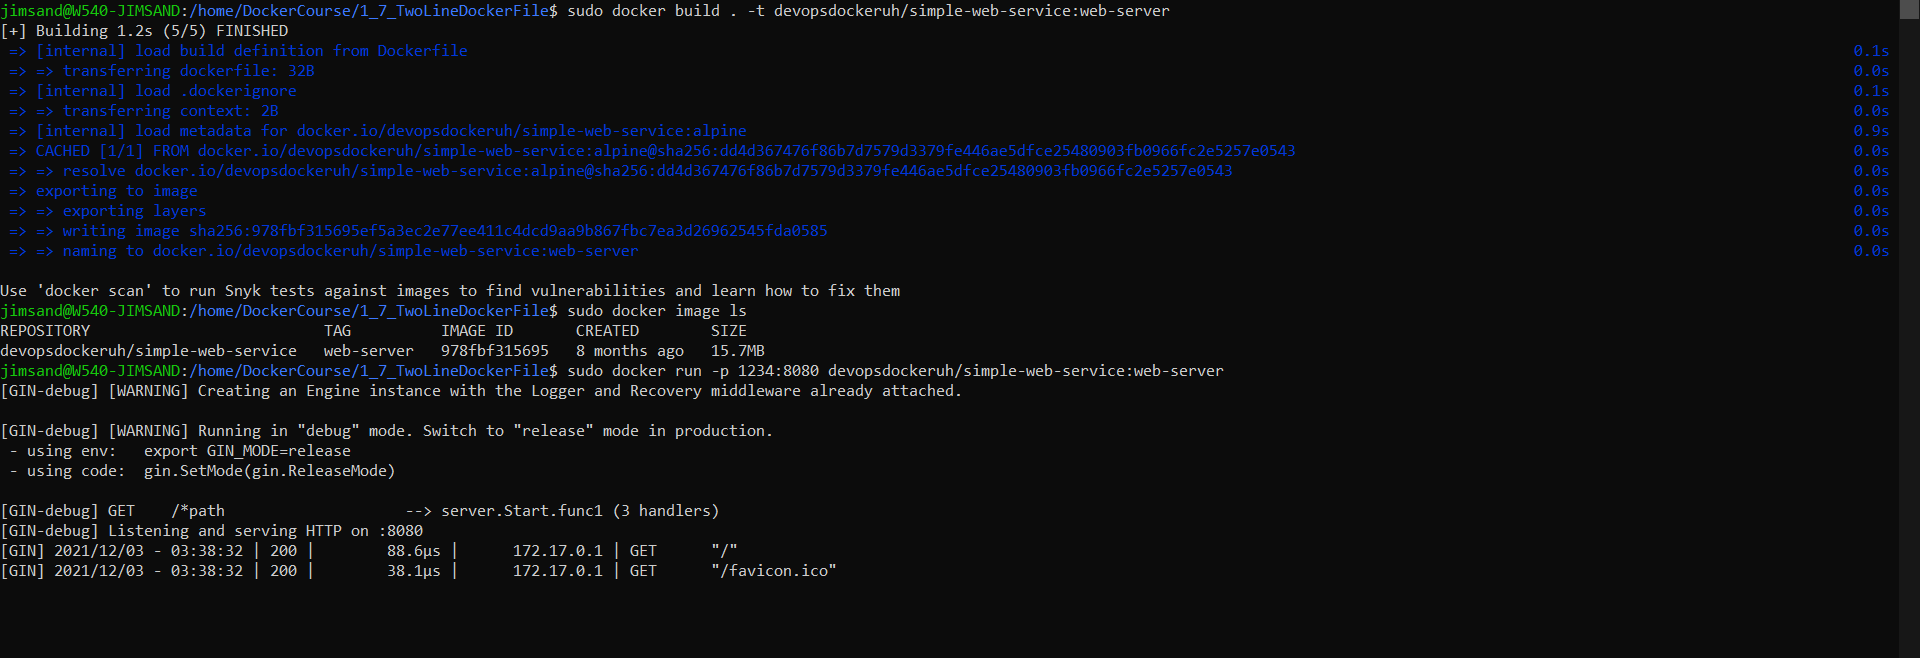 jimsand@W540-JIMSAND:/home/DockerCourse/1_7_TwoLineDockerFile$ sudo docker build . -t devopsdockeruh/simple-web-service:web-server
[+] Building 1.2s (5/5) FINISHED
=> [internal] load build definition from Dockerfile 0.1s
=> => transferring dockerfile: 32B 0.0s
=> [internal] load .dockerignore 0.1s
=> => transferring context: 2B 0.0s
=> [internal] load metadata for docker.io/devopsdockeruh/simple-web-service:alpine 0.9s
=> CACHED [1/1] FROM docker.io/devopsdockeruh/simple-web-service:alpine@sha256:dd4d367476f86b7d7579d3379fe446ae5dfce25480903fb0966fc2e5257e0543 0.0s
=> => resolve docker.io/devopsdockeruh/simple-web-service:alpine@sha256:dd4d367476f86b7d7579d3379fe446ae5dfce25480903fb0966fc2e5257e0543 0.0s
=> exporting to image 0.0s
=> => exporting layers 0.0s
=> => writing image sha256:978fbf315695ef5a3ec2e77ee411c4dcd9aa9b867fbc7ea3d26962545fda0585 0.0s
=> => naming to docker.io/devopsdockeruh/simple-web-service:web-server 0.0s
Use 'docker scan' to run Snyk tests against images to find vulnerabilities and learn how to fix them
jimsand@W540-JIMSAND:/home/DockerCourse/1_7_TwoLineDockerFile$ sudo docker image ls
REPOSITORY TAG IMAGE ID CREATED SIZE
devopsdockeruh/simple-web-service web-server 978fbf315695 8 months ago 15.7MB
jimsand@W540-JIMSAND:/home/DockerCourse/1_7_TwoLineDockerFile$ sudo docker run -p 1234:8080 devopsdockeruh/simple-web-service:web-server
[GIN-debug] [WARNING] Creating an Engine instance with the Logger and Recovery middleware already attached.
[GIN-debug] [WARNING] Running in "debug" mode. Switch to "release" mode in production.
- using env: export GIN_MODE=release
- using code: gin.SetMode(gin.ReleaseMode)
[GIN-debug] GET /*path --> server.Start.func1 (3 handlers)
[GIN-debug] Listening and serving HTTP on :8080
[GIN] 2021/12/03 - 03:38:32 | 200 | 88.6µs | 172.17.0.1 | GET "/"
[GIN] 2021/12/03 - 03:38:32 | 200 | 38.1µs | 172.17.0.1 | GET "/favicon.ico"